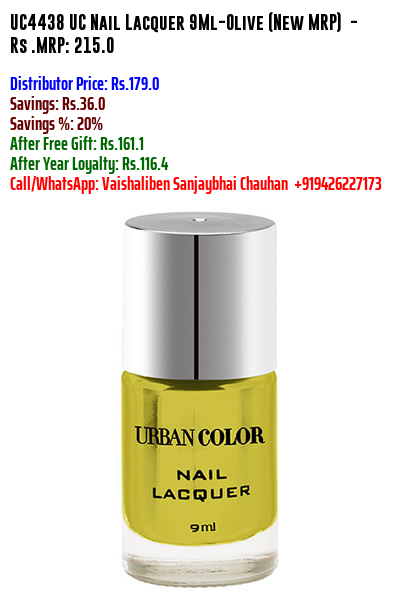 UC4438 UC Nail Lacquer 9Ml-Olive (New MRP) -
Rs .MRP: 215.0
Distributor Price: Rs.179.0
Savings: Rs.36.0
Savings %: 20%
After Free Gift: Rs.161.1
After Year Loyalty: Rs.116.4
Call/WhatsApp: Vaishaliben Sanjaybhai Chauhan +919426227173
URBAN COLOR
NAIL
LACQUER
9ml